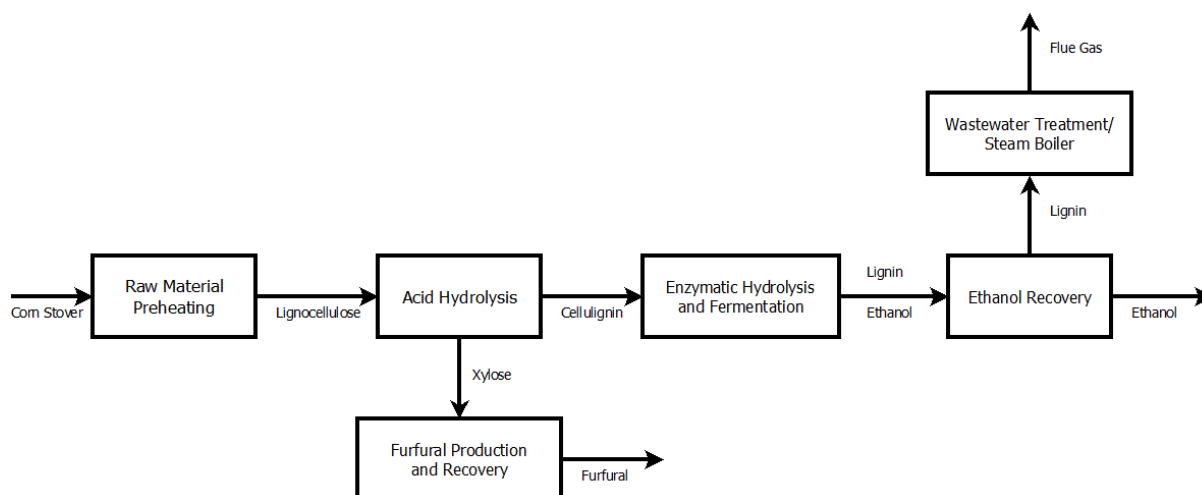 Flue Gas
Wastewater Treatment/
Steam Boiler
Lignin
Corn Stover
Raw Material
Preheating
Lignocellulose
Acid Hydrolysis
Cellulignin
Enzymatic Hydrolysis
and Fermentation
Lignin
Ethanol
Ethanol Recovery
Ethanol
Xylose
Furfural Production
and Recovery
Furfural